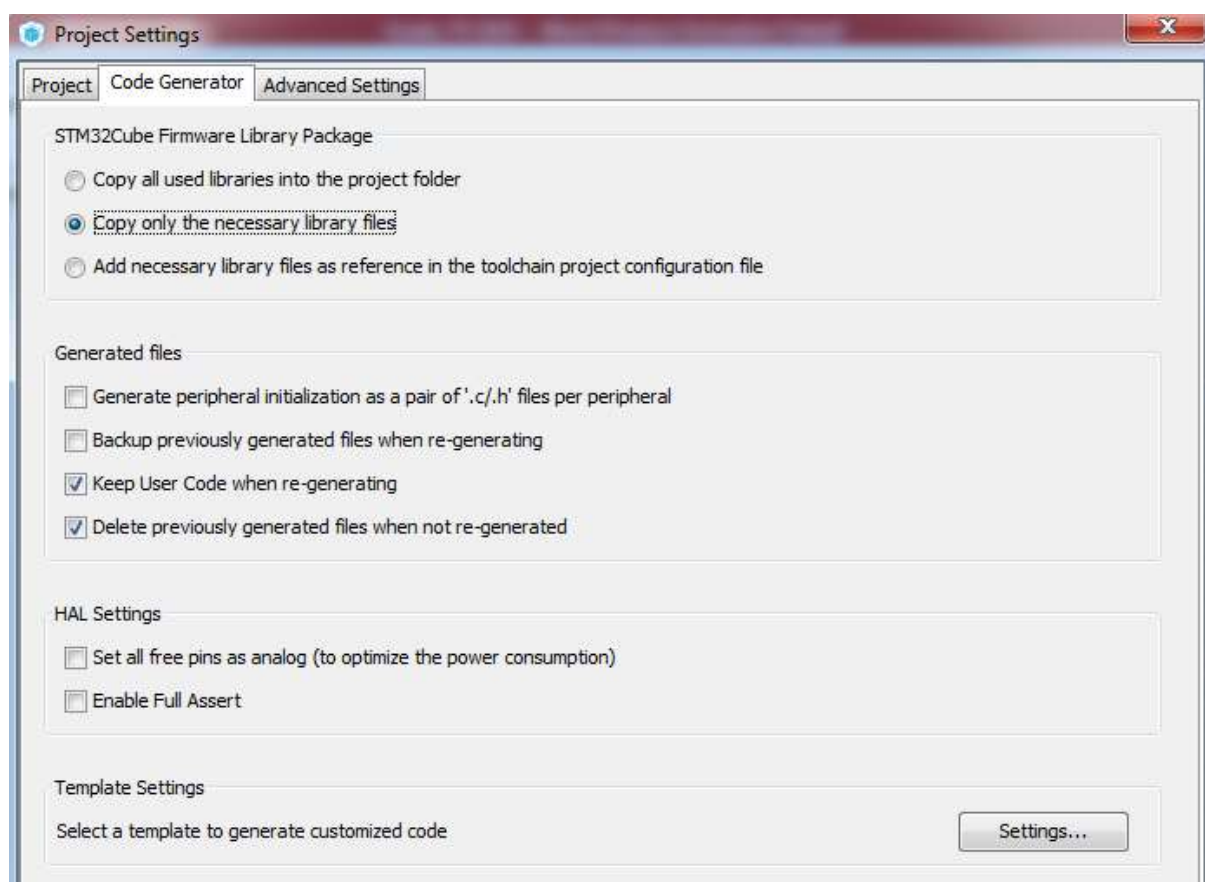 Project Settings
Project
Code Generator
Advanced Settings
STM32Cube Firmware Library Package
Copy all used libraries into the project folder
Copy only the necessary library files
Add necessary library files as reference in the toolchain project configuration file
Generated files
Generate peripheral initialization as a pair of '.c/.h' files per peripheral
Backup previously generated files when re-generating
Keep User Code when re-generating
Delete previously generated files when not re-generated
HAL Settings
Set all free pins as analog (to optimize the power consumption)
Enable Full Assert
Template Settings
Select a template to generate customized code
Settings...